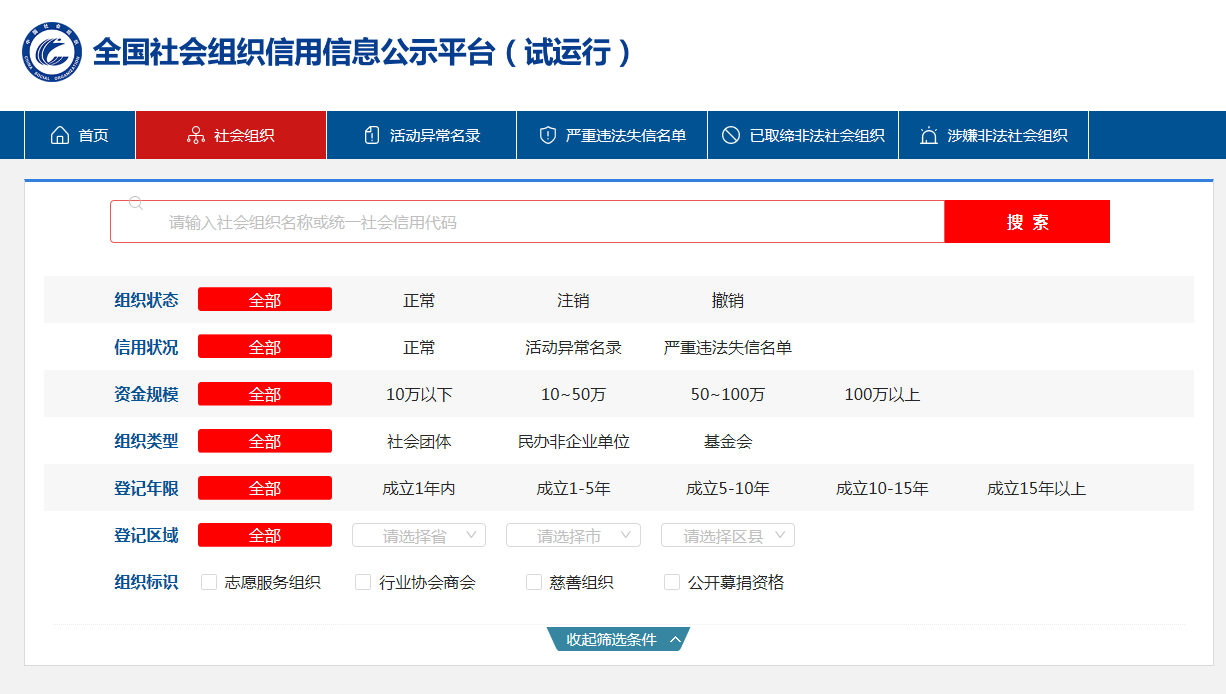 全国社会组织信用信息公示平台（试运行）
首页 社会组织 活动异常名录 严重违法失信名单 已取缔非法社会组织 涉嫌非法社会组织
请输入社会组织名称或统一社会信用代码 搜 索
组织状态 全部 正常 注销 撤销
信用状况 全部 正常 活动异常名录 严重违法失信名单
资金规模 全部 10万以下 10~50万 50~100万 100万以上
组织类型 全部 社会团体 民办非企业单位 基金会
登记年限 全部 成立1年内 成立1-5年 成立5-10年 成立10-15年 成立15年以上
登记区域 全部 请选择省 请选择市 请选择区县
组织标识 志愿服务组织 行业协会商会 慈善组织 公开募捐资格
收起筛选条件